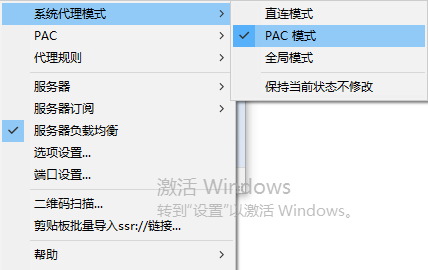 系统代理模式
PAC
代理规则
服务器
服务器订阅
服务器负载均衡
选项设置...
端口设置...
二维码扫描...
剪贴板批量导入ssr://链接...
帮助
直连模式
PAC 模式
全局模式
保持当前状态不修改
激活 Windows
转到“设置”以激活 Windows。